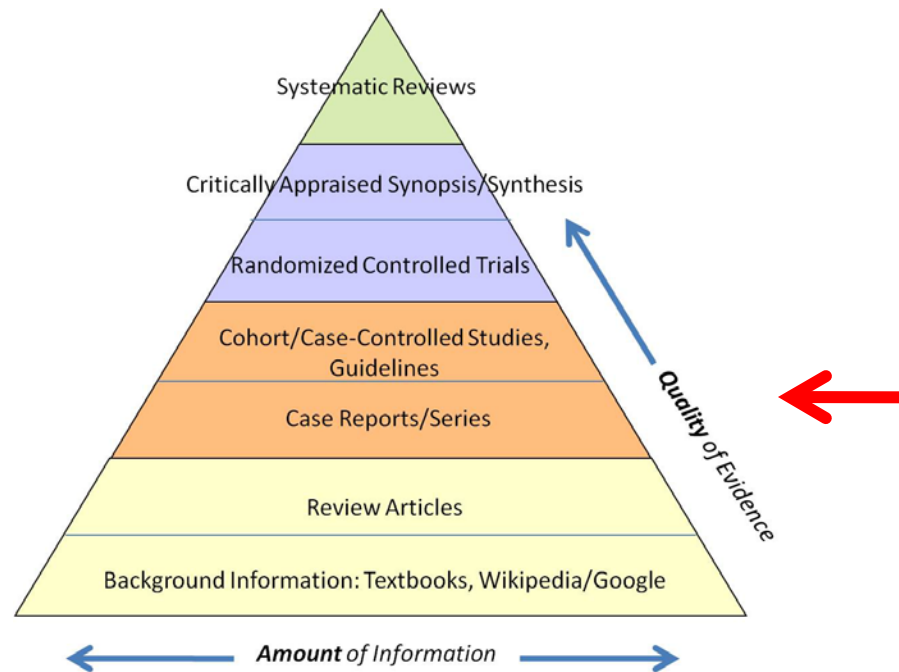 Systematic Reviews
Critically Appraised Synopsis/Synthesis
Randomized Controlled Trials
Cohort/Case-Controlled Studies,
Guidelines
Case Reports/Series
Review Articles
Background Information: Textbooks, Wikipedia/Google
Quality of Evidence
Amount of Information